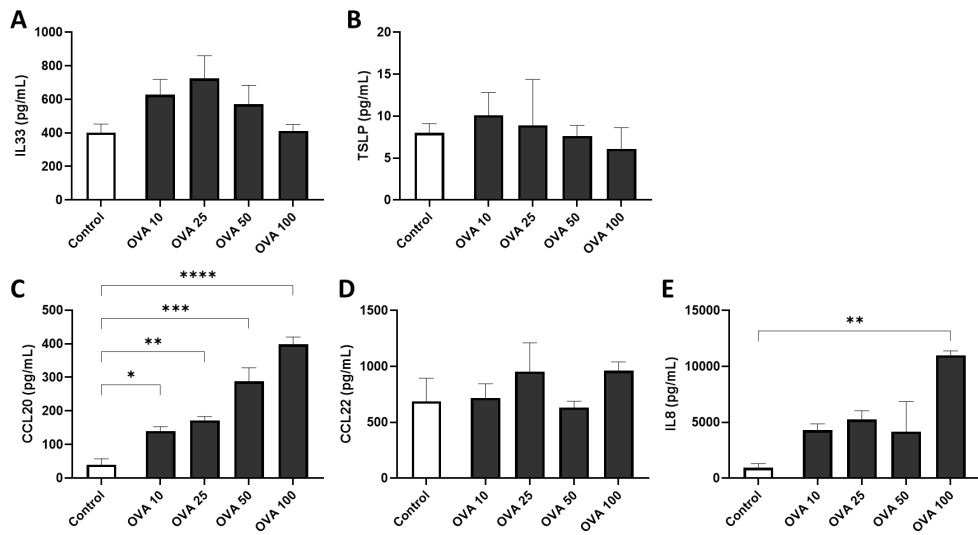 A
IL33 (pg/mL)
1000
800
600
400
200
0
Control
OVA 10
OVA 25
OVA 50
OVA 100
B
TSLP (pg/mL)
20
15
10
5
0
Control
OVA 10
OVA 25
OVA 50
OVA 100
C
CCL20 (pg/mL)
500
400
300
200
100
0
****
***
**
*
Control
OVA 10
OVA 25
OVA 50
OVA 100
D
CCL22 (pg/mL)
1500
1000
500
0
Control
OVA 10
OVA 25
OVA 50
OVA 100
E
IL8 (pg/mL)
15000
10000
5000
0
**
Control
OVA 10
OVA 25
OVA 50
OVA 100